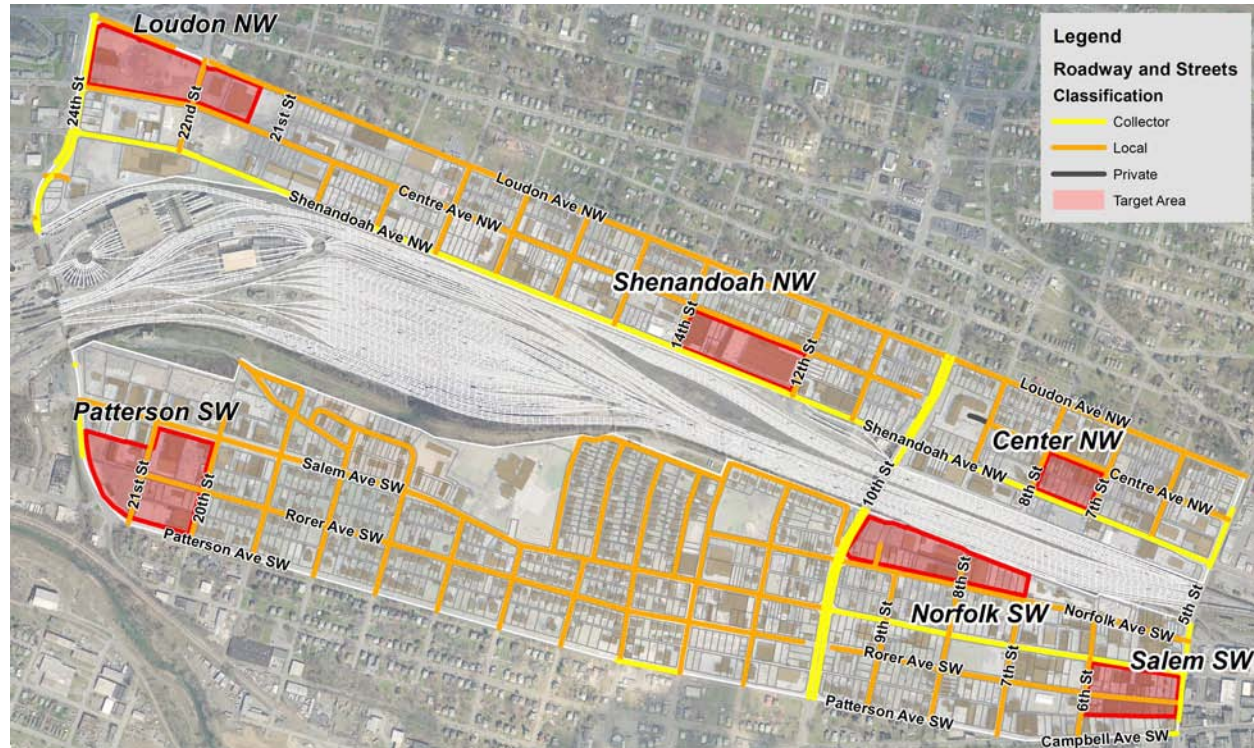 Loudon NW
Legend
Roadway and Streets
Classification
Collector
Local
Private
Target Area
24th St
22nd St
21st St
Loudon Ave NW
Centre Ave NW
Shenandoah Ave NW
Shenandoah NW
14th St
12th St
Loudon Ave NW
Patterson SW
Shenandoah Ave NW
Center NW
Centre Ave NW
8th St
7th St
10th St
21st St
20th St
Salem Ave SW
Rorer Ave SW
Patterson Ave SW
8th St
5th St
9th St
Norfolk SW
Norfolk Ave SW
Rorer Ave SW
7th St
6th St
Salem SW
Patterson Ave SW
Campbell Ave SW